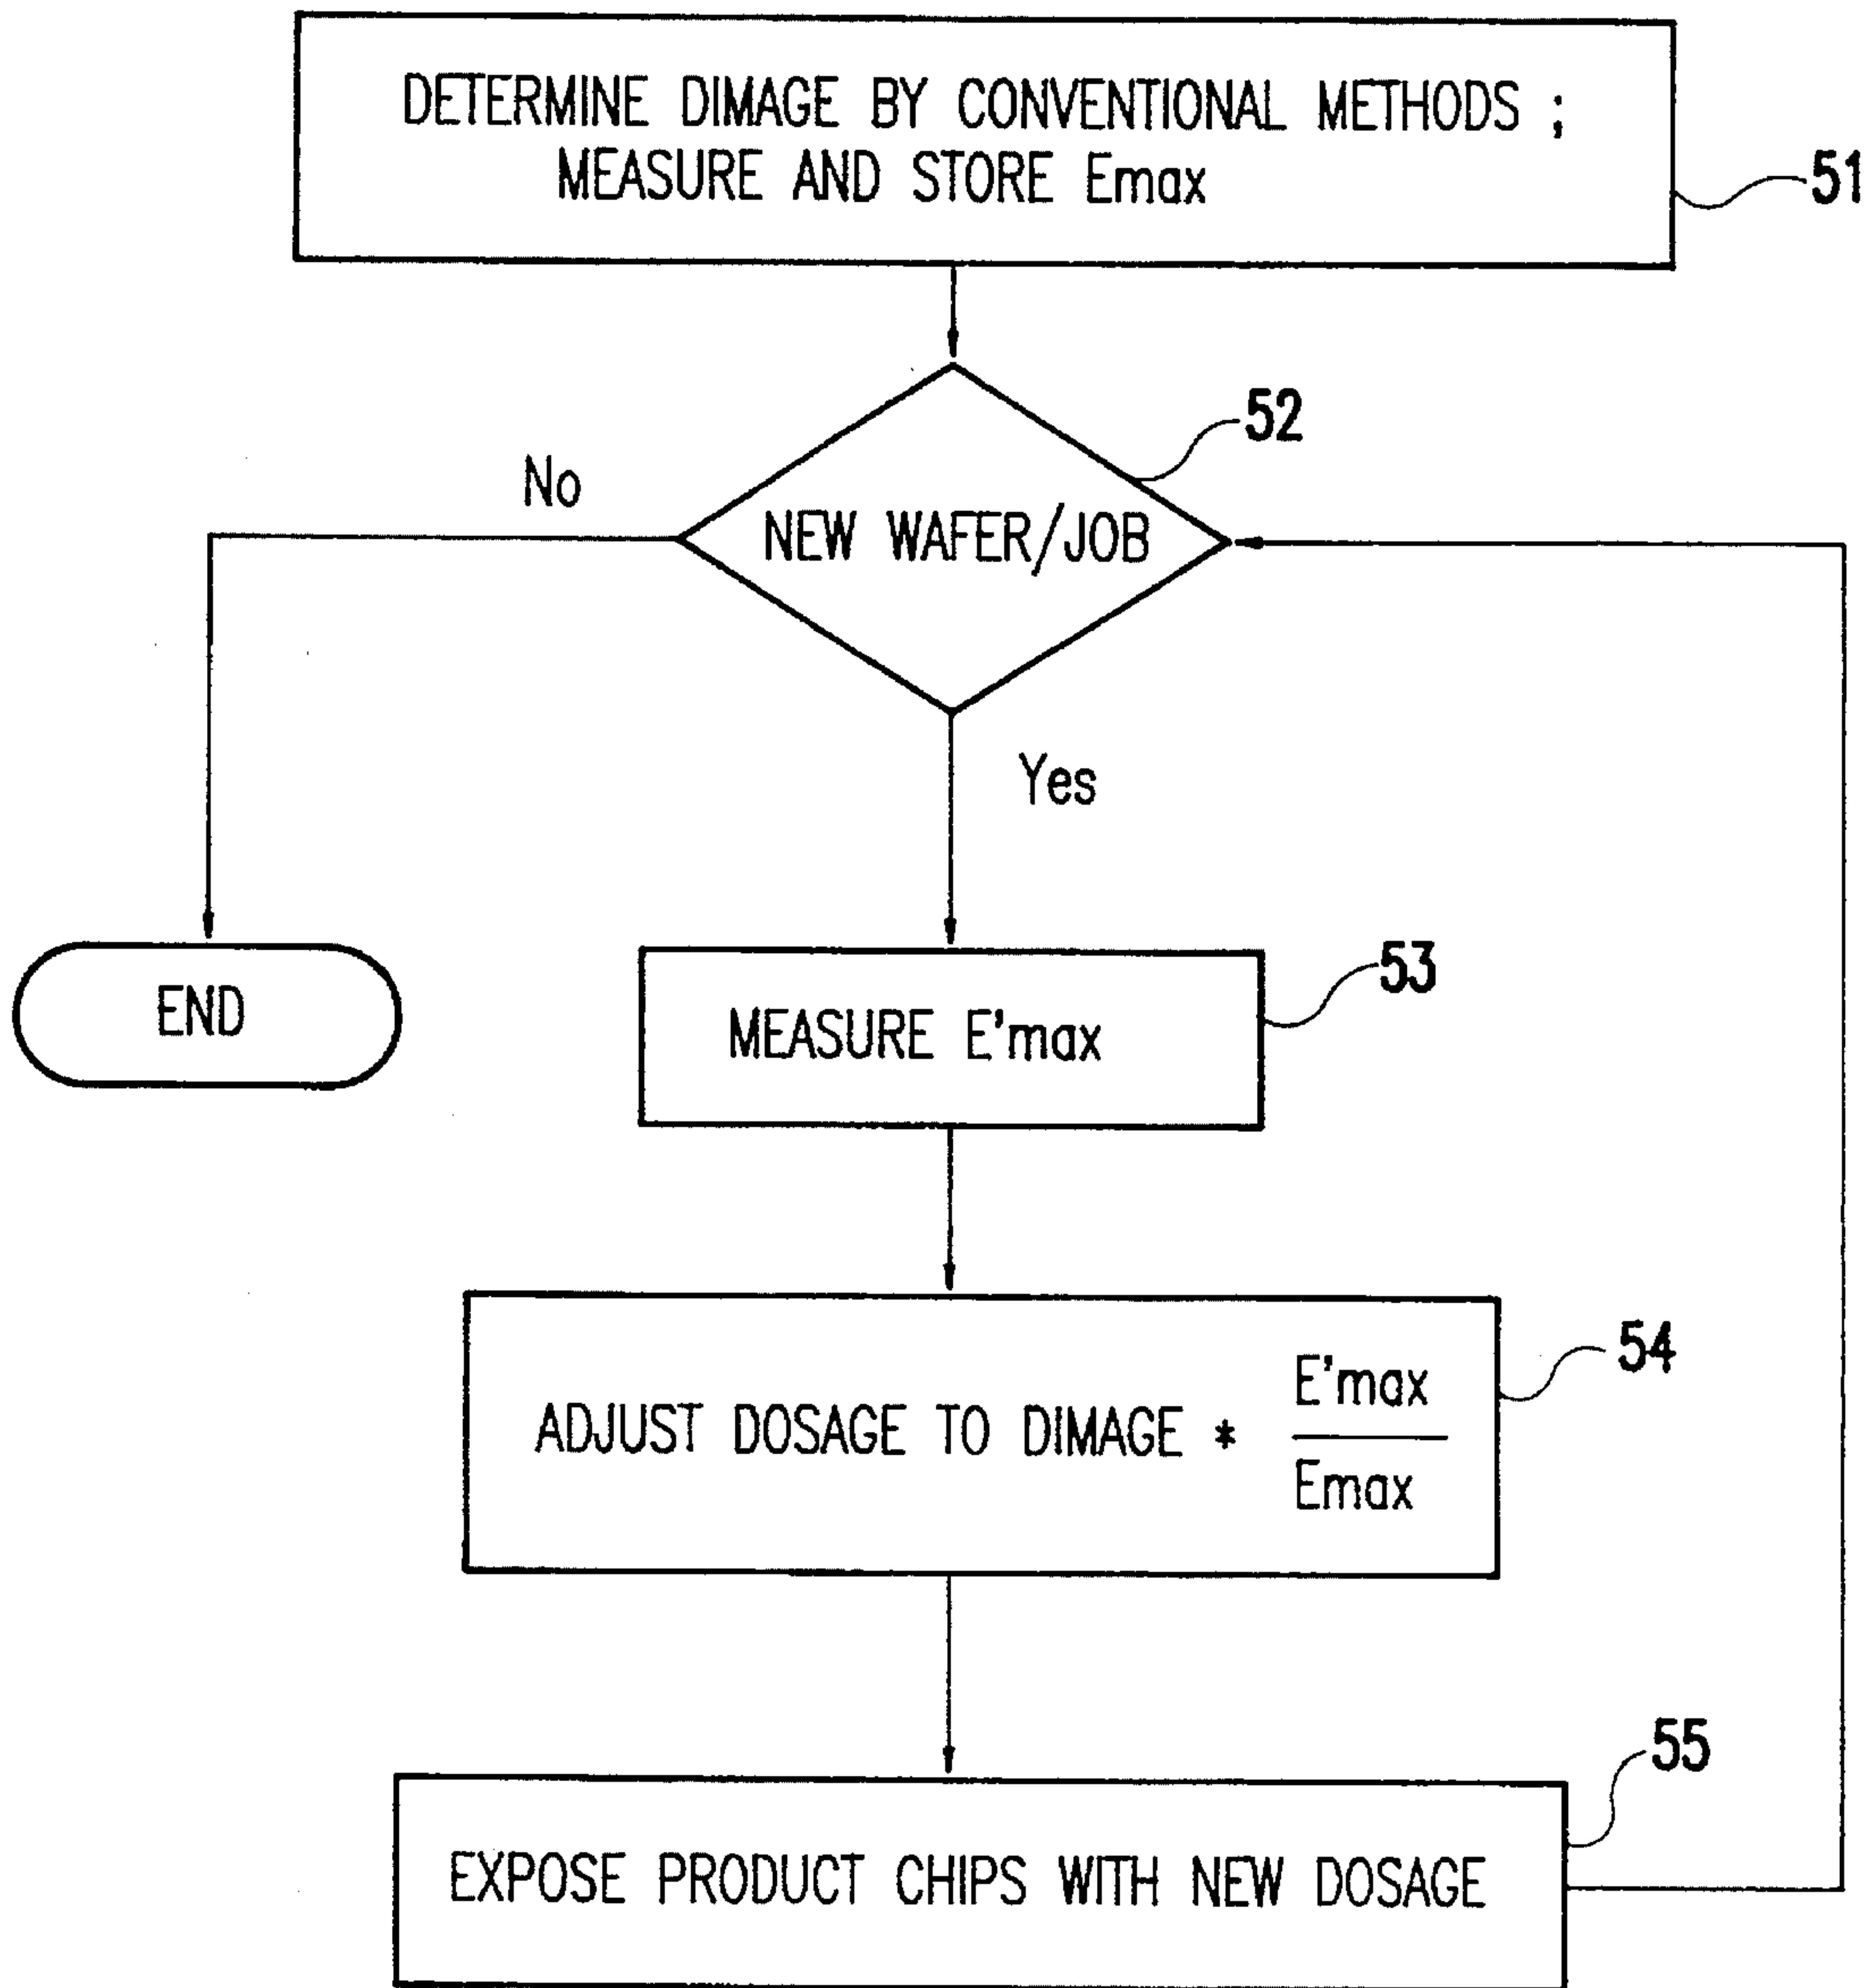 DETERMINE DIMAGE BY CONVENTIONAL METHODS ;
MEASURE AND STORE Emax
51
52
No
NEW WAFER/JOB
Yes
END
53
MEASURE E'max
54
ADJUST DOSAGE TO DIMAGE *
E'max
Emax
55
EXPOSE PRODUCT CHIPS WITH NEW DOSAGE